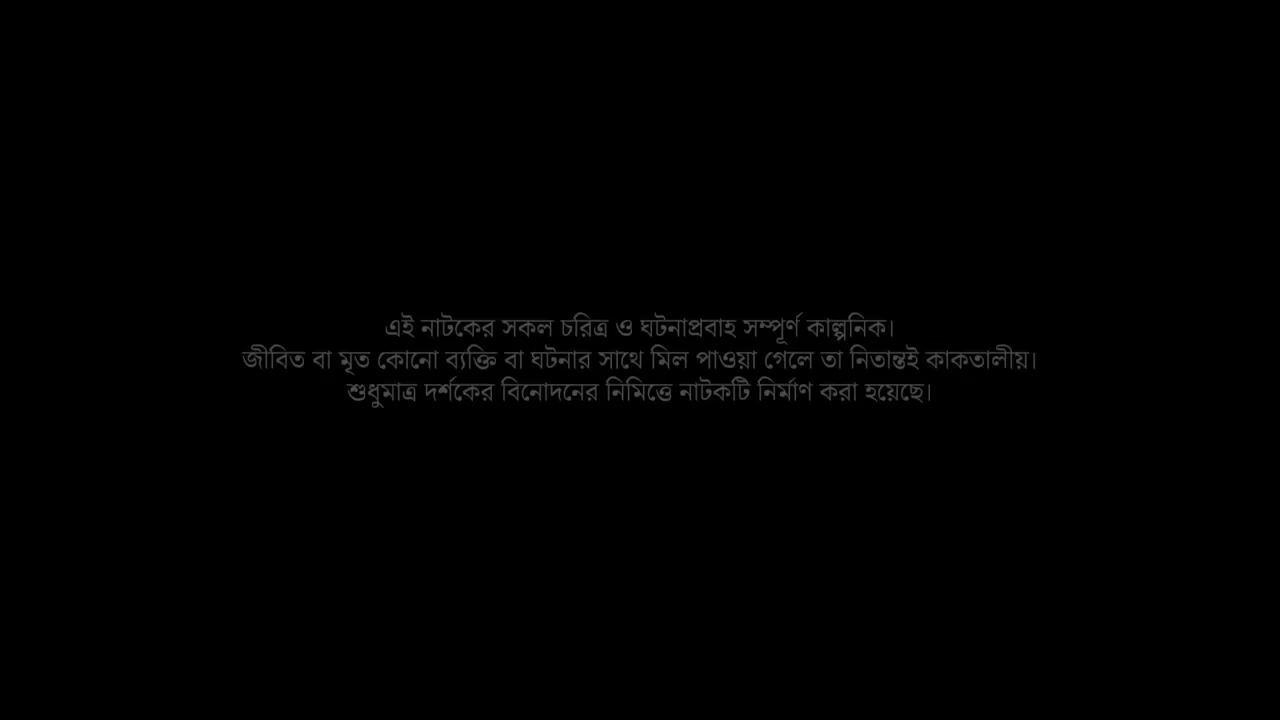 এই নাটকের সকল চরিত্র ও ঘটনাপ্রবাহ সম্পূর্ণ কাল্পনিক।
জীবিত বা মৃত কোনো ব্যক্তি বা ঘটনার সাথে মিল পাওয়া গেলে তা নিতান্তই কাকতালীয়।
শুধুমাত্র দর্শকের বিনোদনের নিমিত্তে নাটকটি নির্মাণ করা হয়েছে।